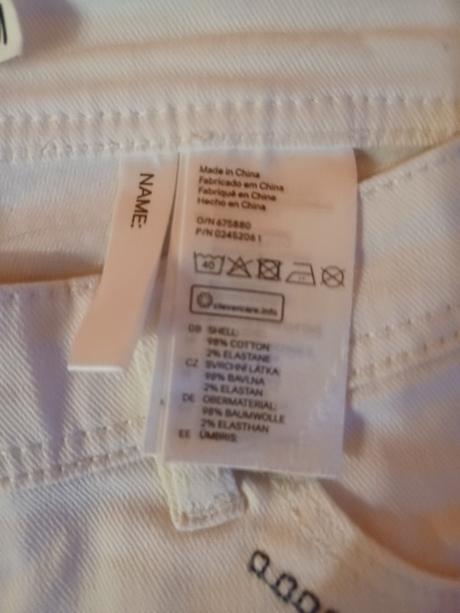 NAME:
Made in China
Fabricado em China
Fabriqué en China
Hecho en China
O/N 675880
P/N 02452061
40
clevercare.info
GB SHELL:
98% COTTON
2% ELASTANE
CZ SVRCHNÍ LÁTKA:
98% BAVLNA
2% ELASTAN
DE OBERMATERIAL:
98% BAUMWOLLE
2% ELASTHAN
EE ÜMBRIS: